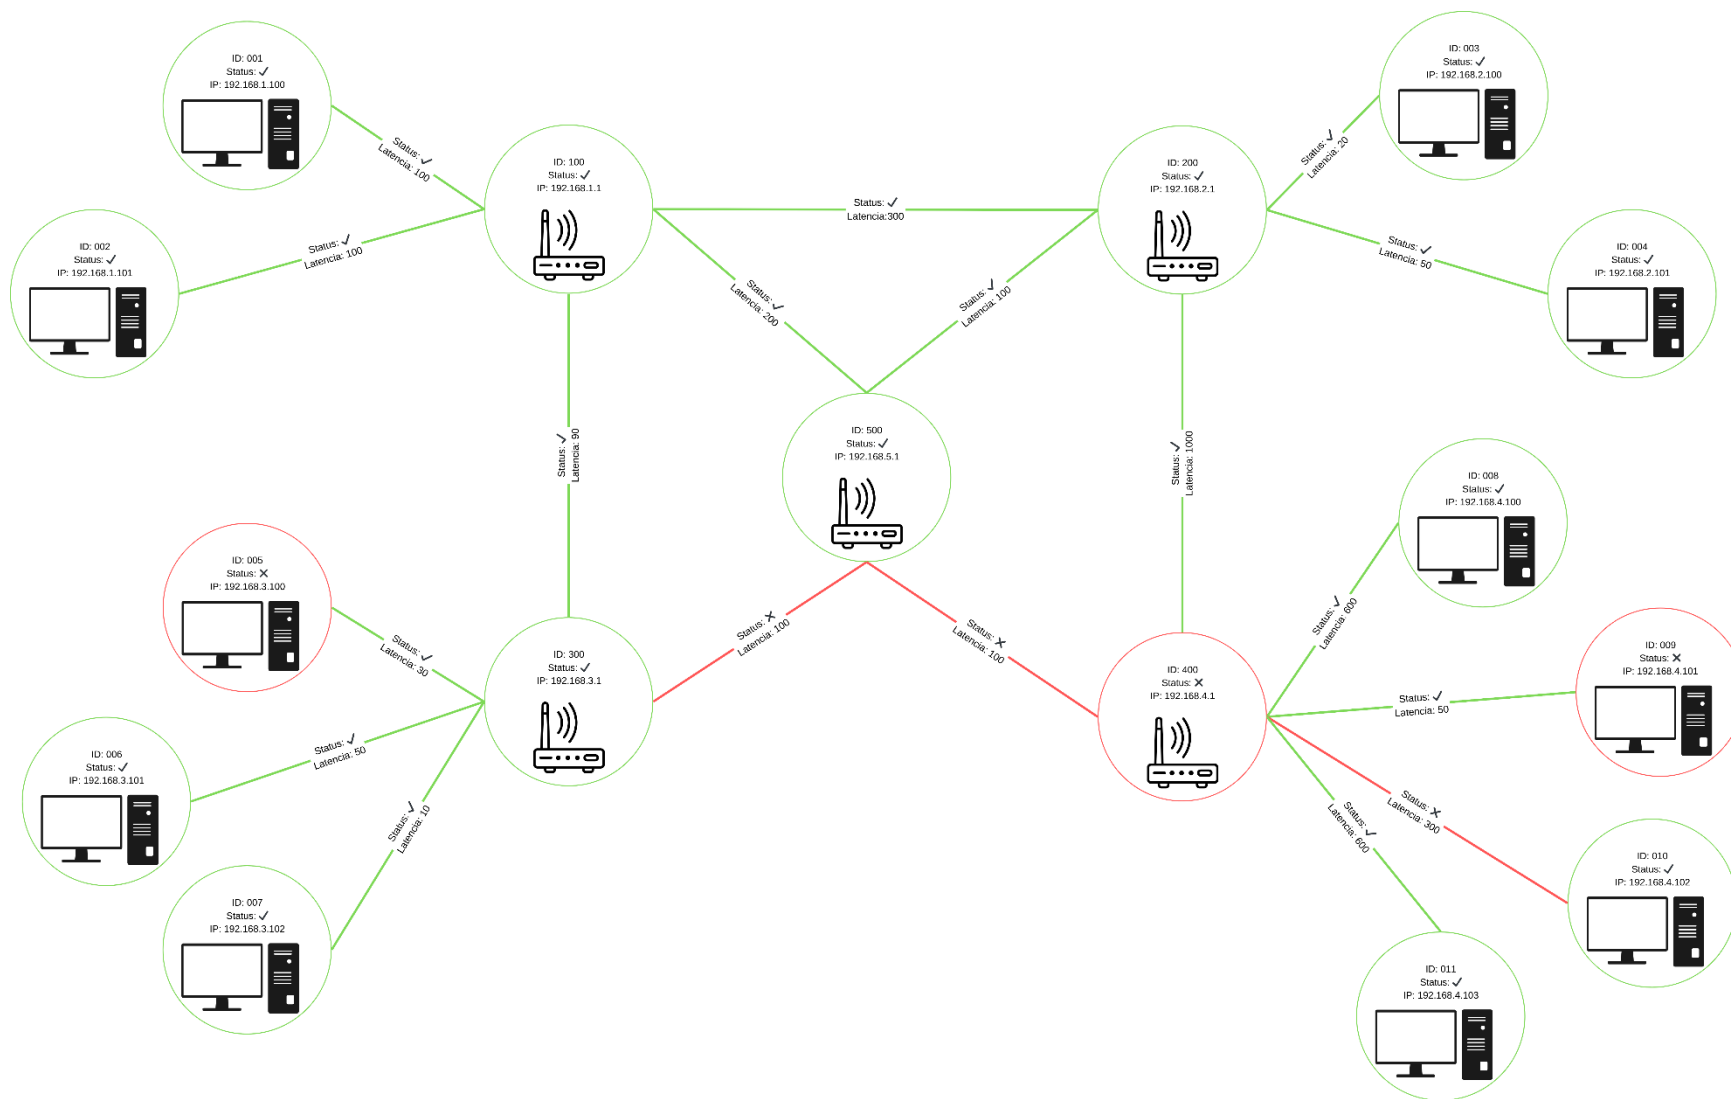 ID: 001
Status: ✓
IP: 192.168.1.100
ID: 002
Status: ✓
IP: 192.168.1.101
Status: ✓
Latencia: 100
Status: ✓
Latencia: 100
ID: 100
Status: ✓
IP: 192.168.1.1
Status: ✓
Latencia:300
ID: 200
Status: ✓
IP: 192.168.2.1
Status: ✓
Latencia: 20
ID: 003
Status: ✓
IP: 192.168.2.100
Status: ✓
Latencia: 50
ID: 004
Status: ✓
IP: 192.168.2.101
Status: ✓
Latencia: 200
Status: ✓
Latencia: 100
Status: ✓
Latencia: 90
ID: 500
Status: ✓
IP: 192.168.5.1
Status: ✓
Latencia: 1000
ID: 005
Status: ✕
IP: 192.168.3.100
Status: ✓
Latencia: 30
ID: 006
Status: ✓
IP: 192.168.3.101
Status: ✓
Latencia: 50
ID: 007
Status: ✓
IP: 192.168.3.102
Status: ✓
Latencia: 10
ID: 300
Status: ✓
IP: 192.168.3.1
Status: ✕
Latencia: 100
Status: ✕
Latencia: 100
ID: 400
Status: ✕
IP: 192.168.4.1
Status: ✓
Latencia: 600
ID: 008
Status: ✓
IP: 192.168.4.100
Status: ✓
Latencia: 50
ID: 009
Status: ✕
IP: 192.168.4.101
Status: ✕
Latencia: 300
ID: 010
Status: ✓
IP: 192.168.4.102
Status: ✓
Latencia: 600
ID: 011
Status: ✓
IP: 192.168.4.103